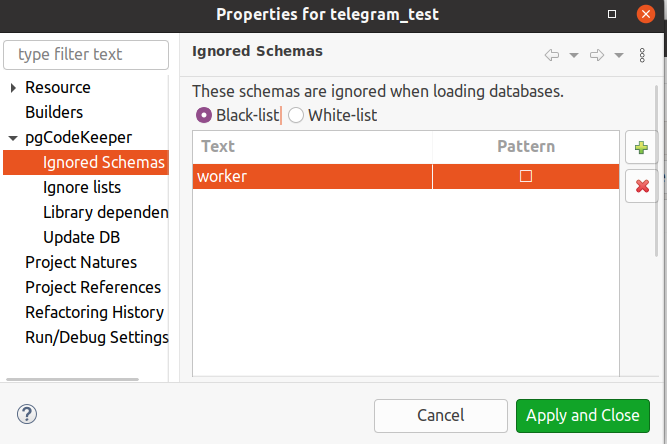 Properties for telegram_test
type filter text
Resource
Builders
pgCodeKeeper
Ignored Schemas
Ignore lists
Library dependen
Update DB
Project Natures
Project References
Refactoring History
Run/Debug Settings
Ignored Schemas
These schemas are ignored when loading databases.
Black-list White-list
Text Pattern
worker
Cancel Apply and Close